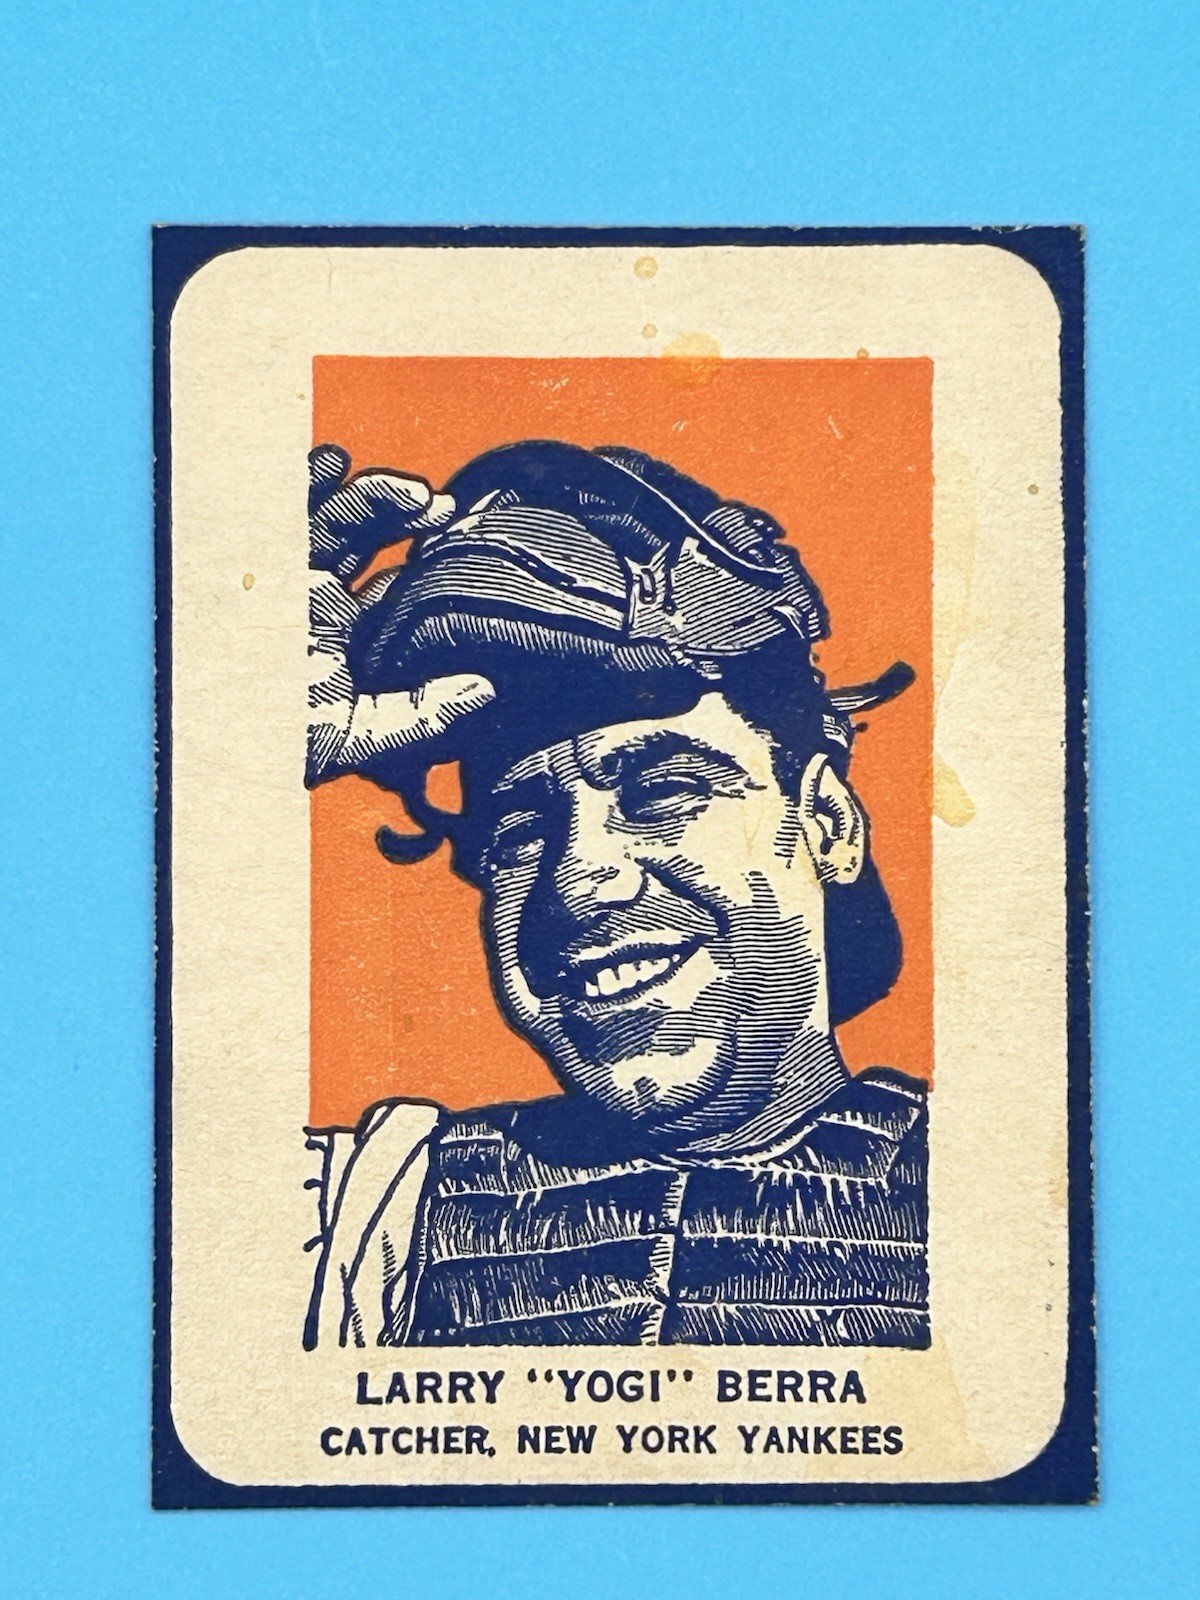 LARRY “YOGI” BERRA
CATCHER, NEW YORK YANKEES